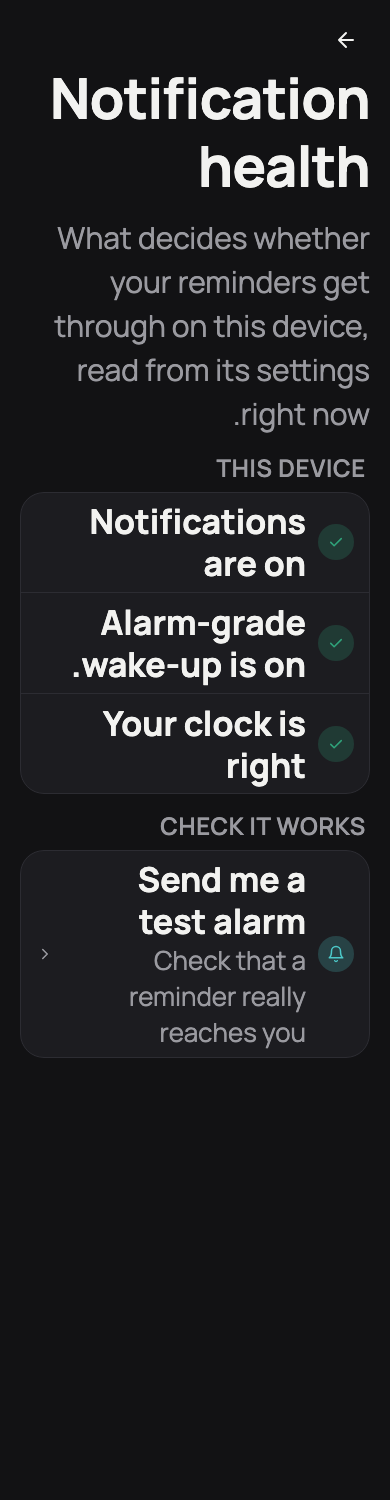 Notification
health
What decides whether
your reminders get
through on this device,
read from its settings
.right now
THIS DEVICE
Notifications
are on
Alarm-grade
.wake-up is on
Your clock is
right
CHECK IT WORKS
Send me a
test alarm
Check that a
reminder really
reaches you